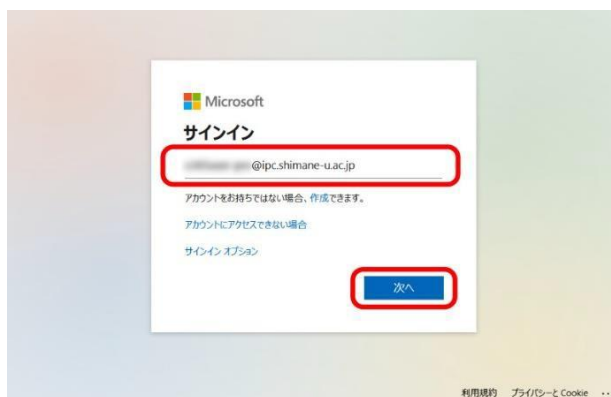 Microsoft
サインイン
@ipc.shimane-u.ac.jp
アカウントをお持ちではない場合、作成できます。
アカウントにアクセスできない場合
サインイン オプション
次へ
利用規約 プライバシーと Cookie ··